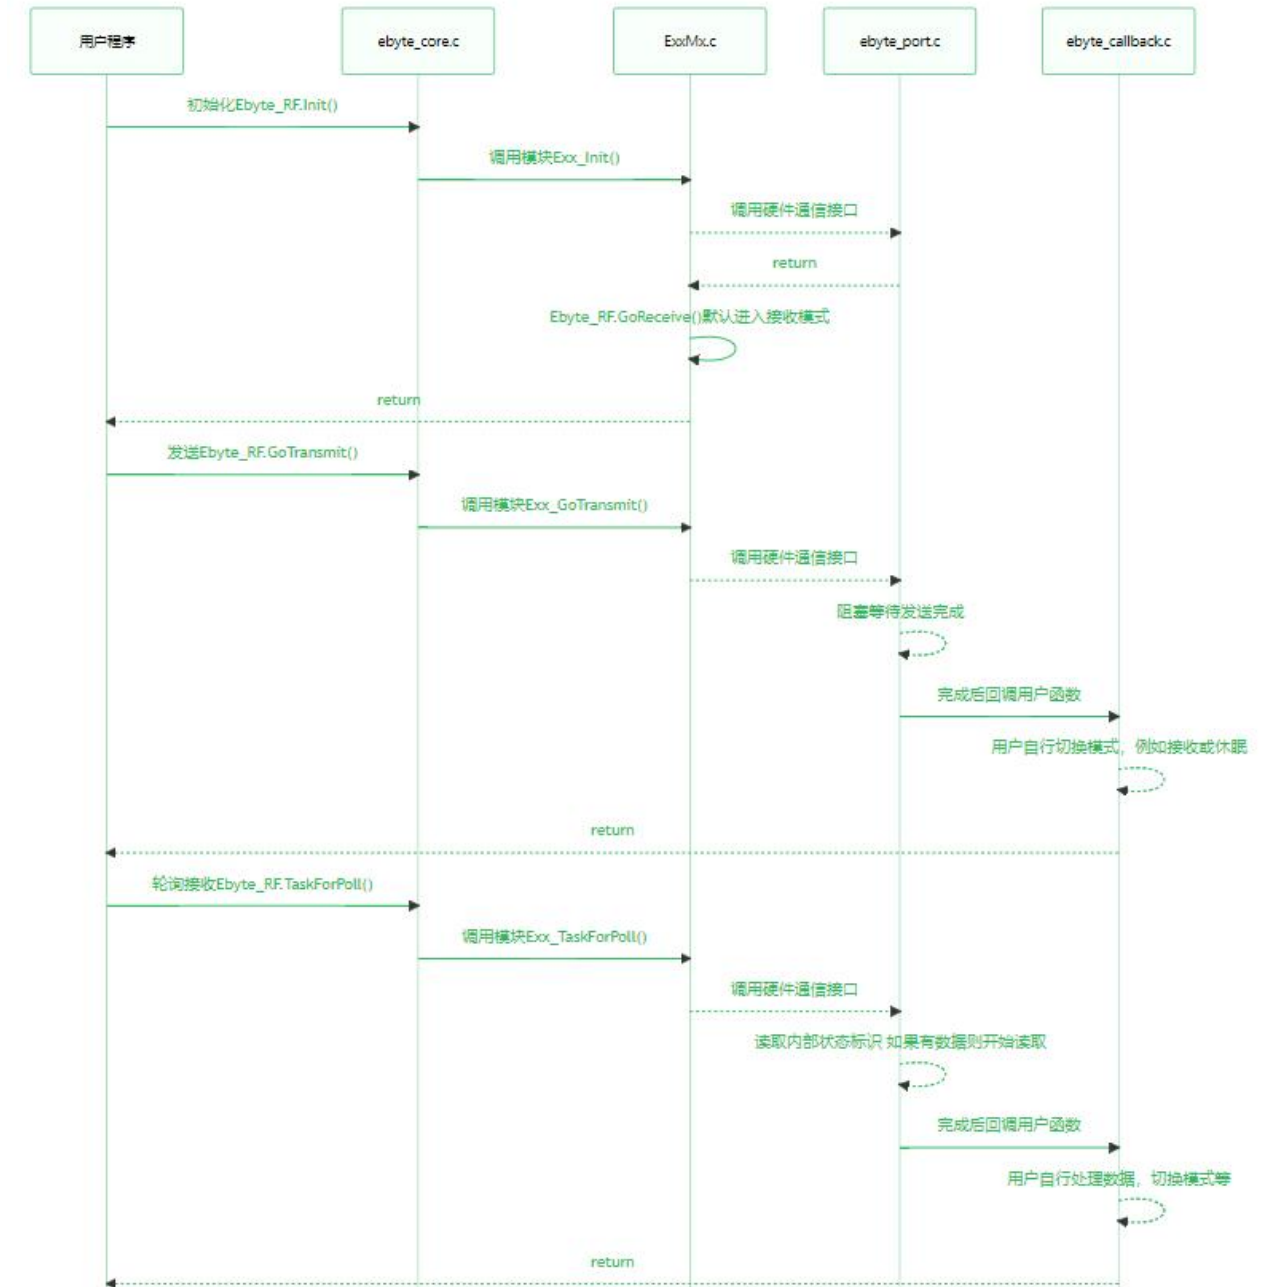 用户程序
ebyte_core.c
ExxMx.c
ebyte_port.c
ebyte_callback.c
初始化Ebyte_RF.Init()
调用模块Exx_Init()
调用硬件通信接口
return
Ebyte_RF.GoReceive()默认进入接收模式
return
发送Ebyte_RF.GoTransmit()
调用模块Exx_GoTransmit()
调用硬件通信接口
阻塞等待发送完成
完成后回调用户函数
用户自行切换模式，例如接收或休眠
return
轮询接收Ebyte_RF.TaskForPoll()
调用模块Exx_TaskForPoll()
调用硬件通信接口
读取内部状态标识 如果有数据则开始读取
完成后回调用户函数
用户自行处理数据，切换模式等
return